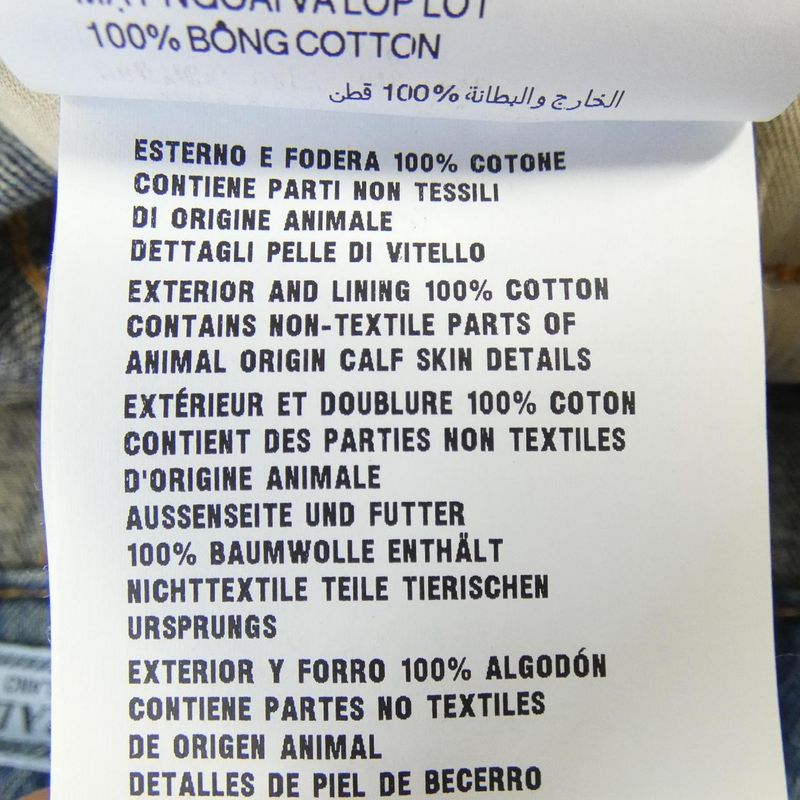 100% BÔNG COTTON
الخارج والبطانة 100% قطن
ESTERNO E FODERA 100% COTONE
CONTIENE PARTI NON TESSILI
DI ORIGINE ANIMALE
DETTAGLI PELLE DI VITELLO
EXTERIOR AND LINING 100% COTTON
CONTAINS NON-TEXTILE PARTS OF
ANIMAL ORIGIN CALF SKIN DETAILS
EXTÉRIEUR ET DOUBLURE 100% COTON
CONTIENT DES PARTIES NON TEXTILES
D'ORIGINE ANIMALE
AUSSENSEITE UND FUTTER
100% BAUMWOLLE ENTHÄLT
NICHTTEXTILE TEILE TIERISCHEN
URSPRUNGS
EXTERIOR Y FORRO 100% ALGODÓN
CONTIENE PARTES NO TEXTILES
DE ORIGEN ANIMAL
DETALLES DE PIEL DE BECERRO